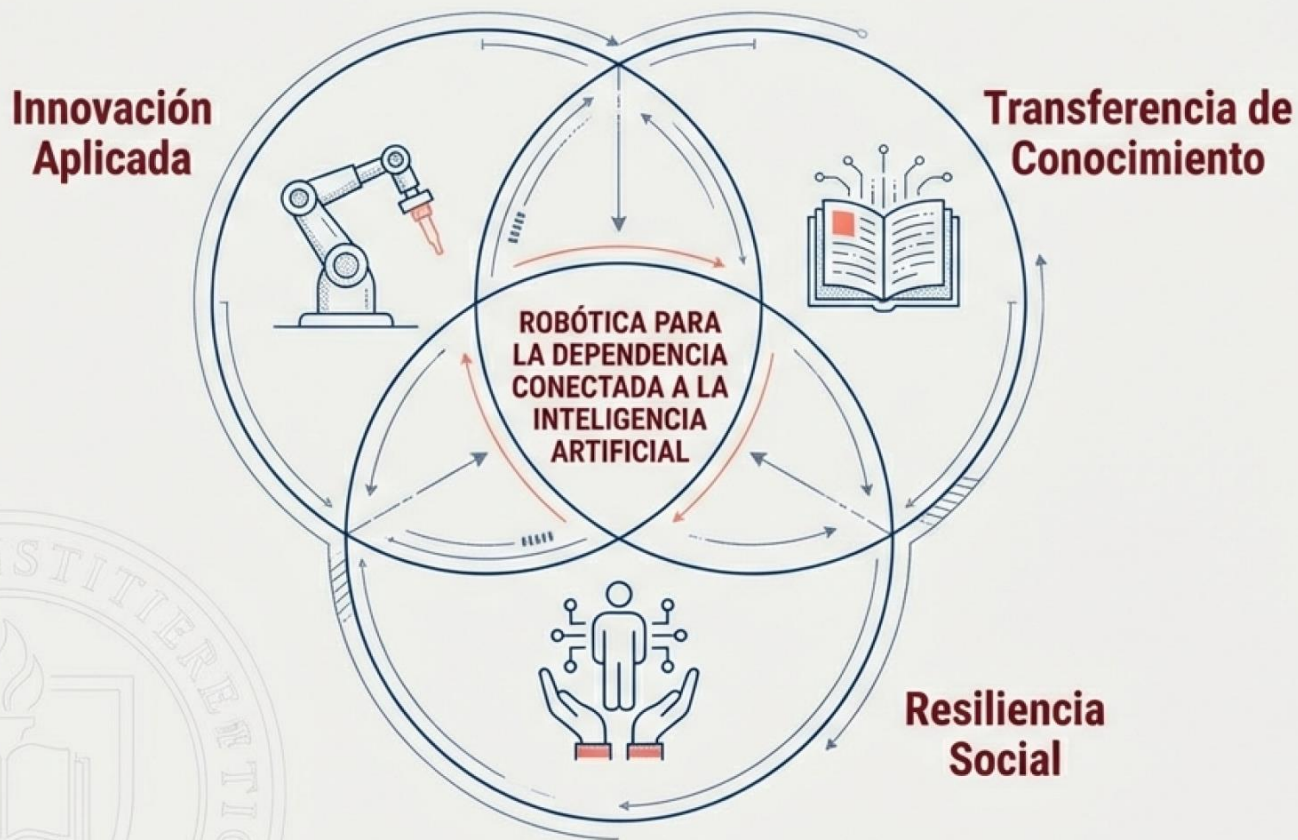 Innovación
Aplicada
Transferencia de
Conocimiento
ROBÓTICA PARA
LA DEPENDENCIA
CONECTADA A LA
INTELIGENCIA
ARTIFICIAL
Resiliencia
Social